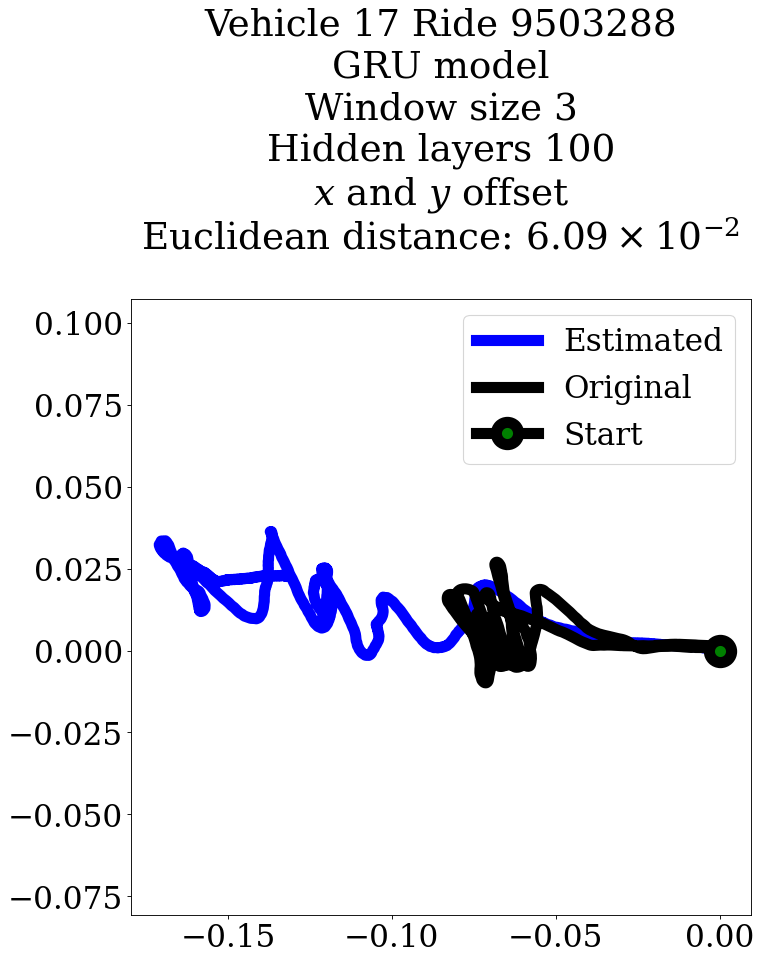 Vehicle 17 Ride 9503288
GRU model
Window size 3
Hidden layers 100
x and y offset
Euclidean distance: 6.09 × 10⁻²
Estimated
Original
Start
0.100
0.075
0.050
0.025
0.000
−0.025
−0.050
−0.075
−0.15 −0.10 −0.05 0.00